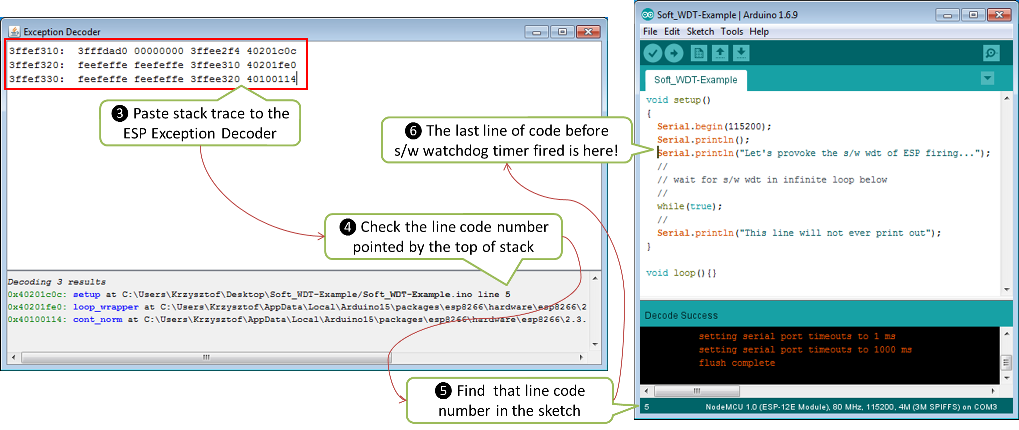 Exception Decoder
3ffef310: 3fffdad0 00000000 3ffee2f4 40201c0c
3ffef320: feefeffe feefeffe 3ffee310 40201fe0
3ffef330: feefeffe feefeffe 3ffee320 40100114
❸ Paste stack trace to the
ESP Exception Decoder
❻ The last line of code before
s/w watchdog timer fired is here!
❹ Check the line code number
pointed by the top of stack
Decoding 3 results
0x40201c0c: setup at C:\Users\Krzysztof\Desktop\Soft_WDT-Example/Soft_WDT-Example.ino line 5
0x40201fe0: loop_wrapper at C:\Users\Krzysztof\AppData\Local\Arduino15\packages\esp8266\hardware\esp8266\2
0x40100114: cont_norm at C:\Users\Krzysztof\AppData\Local\Arduino15\packages\esp8266\hardware\esp8266\2.3.
❺ Find that line code
number in the sketch
Soft_WDT-Example | Arduino 1.6.9
File Edit Sketch Tools Help
Soft_WDT-Example
void setup()
{
Serial.begin(115200);
Serial.println();
Serial.println("Let's provoke the s/w wdt of ESP firing...");
//
// wait for s/w wdt in infinite loop below
//
while(true);
//
Serial.println("This line will not ever print out");
}
void loop(){}
Decode Success
setting serial port timeouts to 1 ms
setting serial port timeouts to 1000 ms
flush complete
5 NodeMCU 1.0 (ESP-12E Module), 80 MHz, 115200, 4M (3M SPIFFS) on COM3